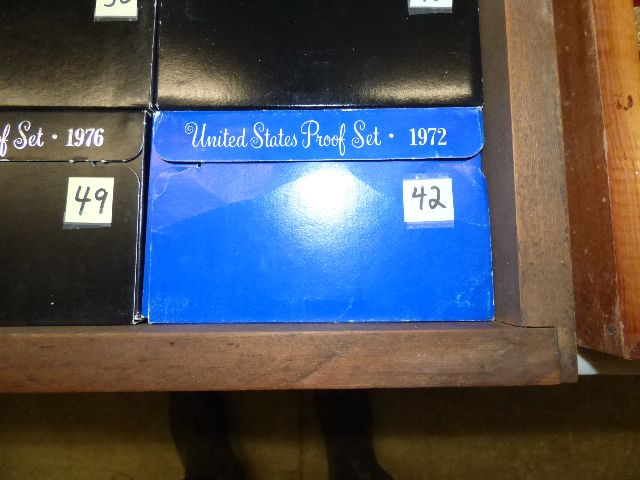 f Set · 1976
United States Proof Set · 1972
49
42